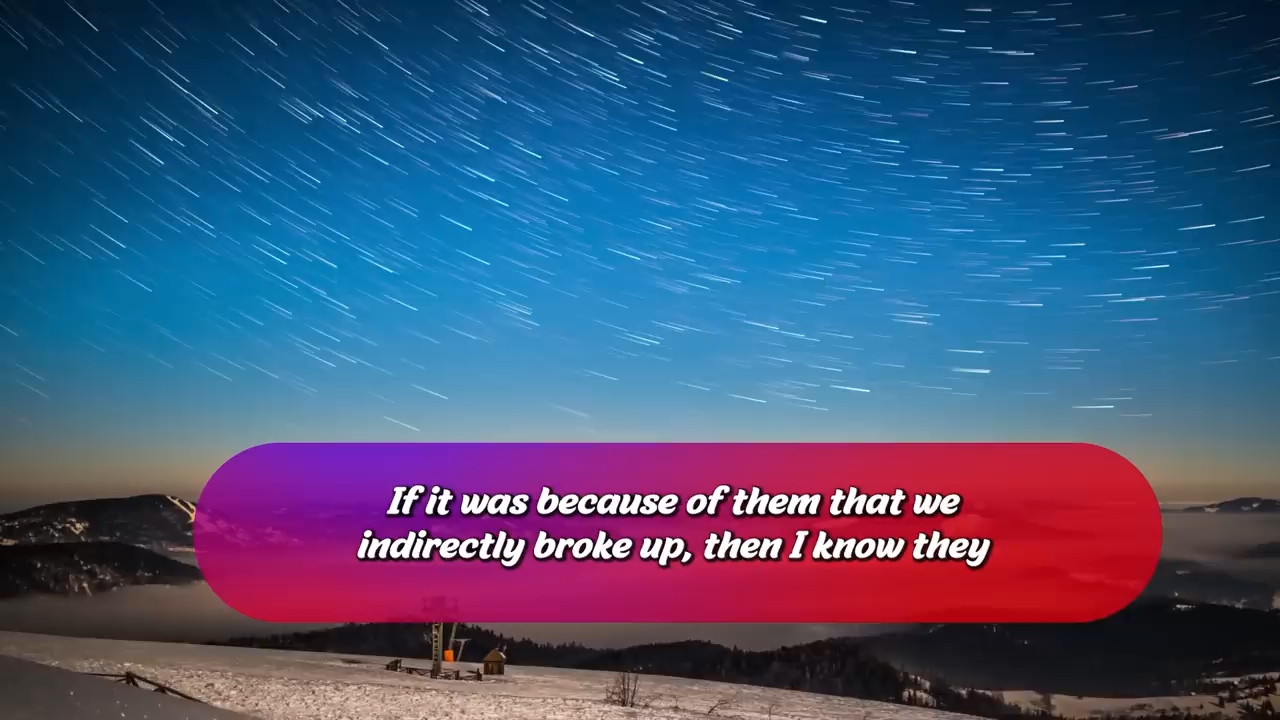 If it was because of them that we
indirectly broke up, then I know they